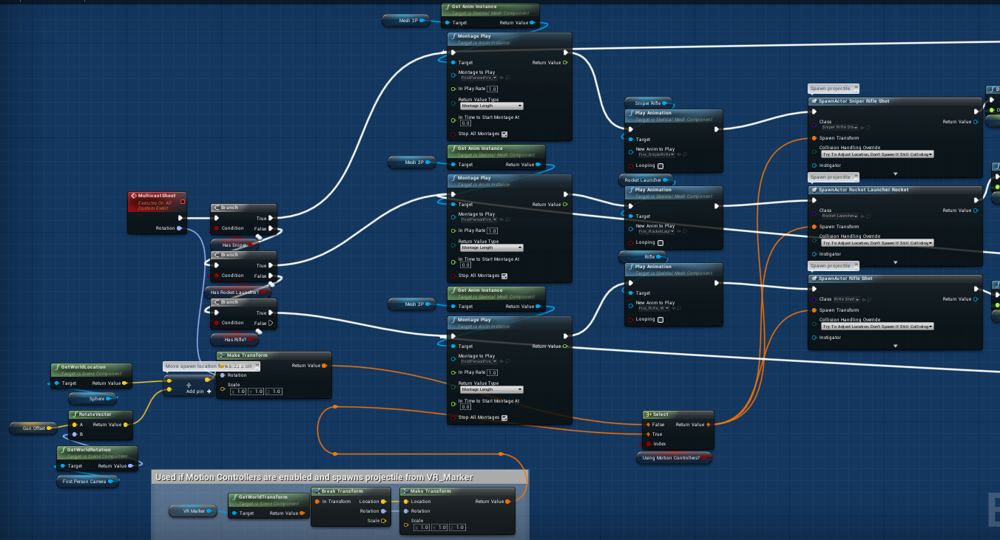 Get Anim Instance
Target is Skeletal Mesh Component
Mesh 2P
Target
Return Value
Montage Play
Target is Anim Instance
Target
Return Value
Montage to Play
FirstPersonFire_
In Play Rate 1.0
Return Value Type
Montage Length
In Time to Start Montage At
0.0
Stop All Montages
Get Anim Instance
Target is Skeletal Mesh Component
Mesh 2P
Target
Return Value
Montage Play
Target is Anim Instance
Target
Return Value
Montage to Play
FirstPersonFire_
In Play Rate 1.0
Return Value Type
Montage Length
In Time to Start Montage At
0.0
Stop All Montages
Get Anim Instance
Target is Skeletal Mesh Component
Mesh 2P
Target
Return Value
Montage Play
Target is Anim Instance
Target
Return Value
Montage to Play
FirstPersonFire_
In Play Rate 1.0
Return Value Type
Montage Length
In Time to Start Montage At
0.0
Stop All Montages
MulticastShoot
Executes On All
Custom Event
Rotation
Branch
True
Condition
False
Branch
True
Condition
False
Has Rocket Launcher?
Branch
True
Condition
False
Has Rifle?
Sniper Rifle
Play Animation
Target is Skeletal Mesh Component
Target
New Anim to Play
Fire_SniperRifle
Looping
Rocket Launcher
Play Animation
Target is Skeletal Mesh Component
Target
New Anim to Play
Fire_RocketLaur
Looping
Rifle
Play Animation
Target is Skeletal Mesh Component
Target
New Anim to Play
Fire_Rifle_W
Looping
Spawn projectile
SpawnActor Sniper Rifle Shot
Class
Return Value
Sniper Rifle Sh
Spawn Transform
Collision Handling Override
Try To Adjust Location, Don't Spawn If Still Colliding
Instigator
Spawn projectile
SpawnActor Rocket Launcher Rocket
Class
Return Value
Rocket Launche
Spawn Transform
Collision Handling Override
Try To Adjust Location, Don't Spawn If Still Colliding
Instigator
Spawn projectile
SpawnActor Rifle Shot
Class Rifle Shot
Return Value
Spawn Transform
Collision Handling Override
Try To Adjust Location, Don't Spawn If Still Colliding
Instigator
GetWorldLocation
Target is Scene Component
Target
Return Value
Sphere
Move spawn location
Add pin +
Make Transform
Return Value
Rotation
Scale
X 1.0 Y 1.0 Z 1.0
Gun Offset
RotateVector
A
Return Value
B
GetWorldRotation
Target is Scene Component
Target
Return Value
First Person Camera
Select
False
Return Value
True
Index
Using Motion Controllers?
Used if Motion Controllers are enabled and spawns projectile from VR_Marker
VR Marker
GetWorldTransform
Target is Scene Component
Target
Return Value
Break Transform
In Transform
Location
Rotation
Scale
Make Transform
Location
Return Value
Rotation
Scale
X 1.0 Y 1.0 Z 1.0